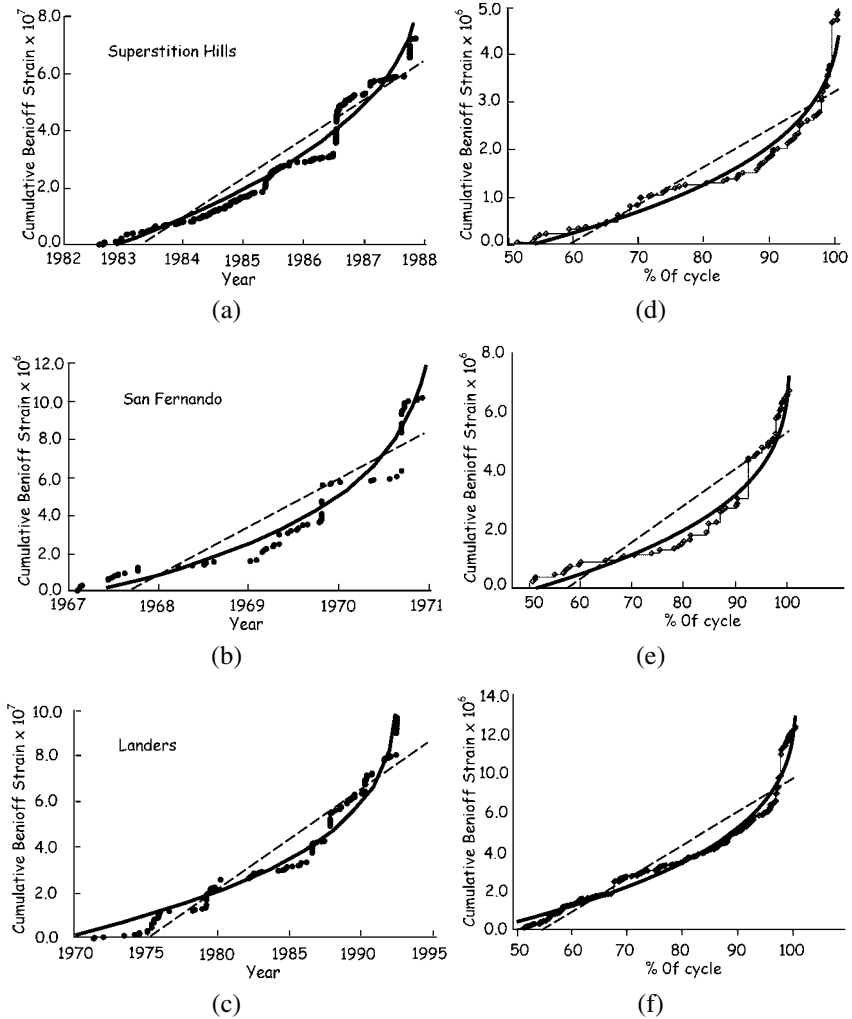 Cumulative Benioff Strain x 10^7
8.0
6.0
4.0
2.0
0.0
Superstition Hills
1982 1983 1984 1985 1986 1987 1988
Year
(a)
Cumulative Benioff Strain x 10^6
5.0
4.0
3.0
2.0
1.0
0.0
50 60 70 80 90 100
% Of cycle
(d)
Cumulative Benioff Strain x 10^6
12.0
10.0
8.0
6.0
4.0
2.0
0.0
San Fernando
1967 1968 1969 1970 1971
Year
(b)
Cumulative Benioff Strain x 10^6
8.0
6.0
4.0
2.0
0.0
50 60 70 80 90 100
% Of cycle
(e)
Cumulative Benioff Strain x 10^7
10.0
8.0
6.0
4.0
2.0
0.0
Landers
1970 1975 1980 1985 1990 1995
Year
(c)
Cumulative Benioff Strain x 10^6
14.0
12.0
10.0
8.0
6.0
4.0
2.0
0.0
50 60 70 80 90 100
% Of cycle
(f)